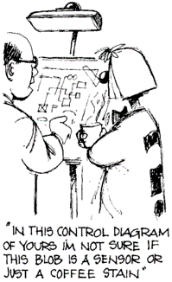 "IN THIS CONTROL DIAGRAM
OF YOURS I'M NOT SURE IF
THIS BLOB IS A SENSOR OR
JUST A COFFEE STAIN"